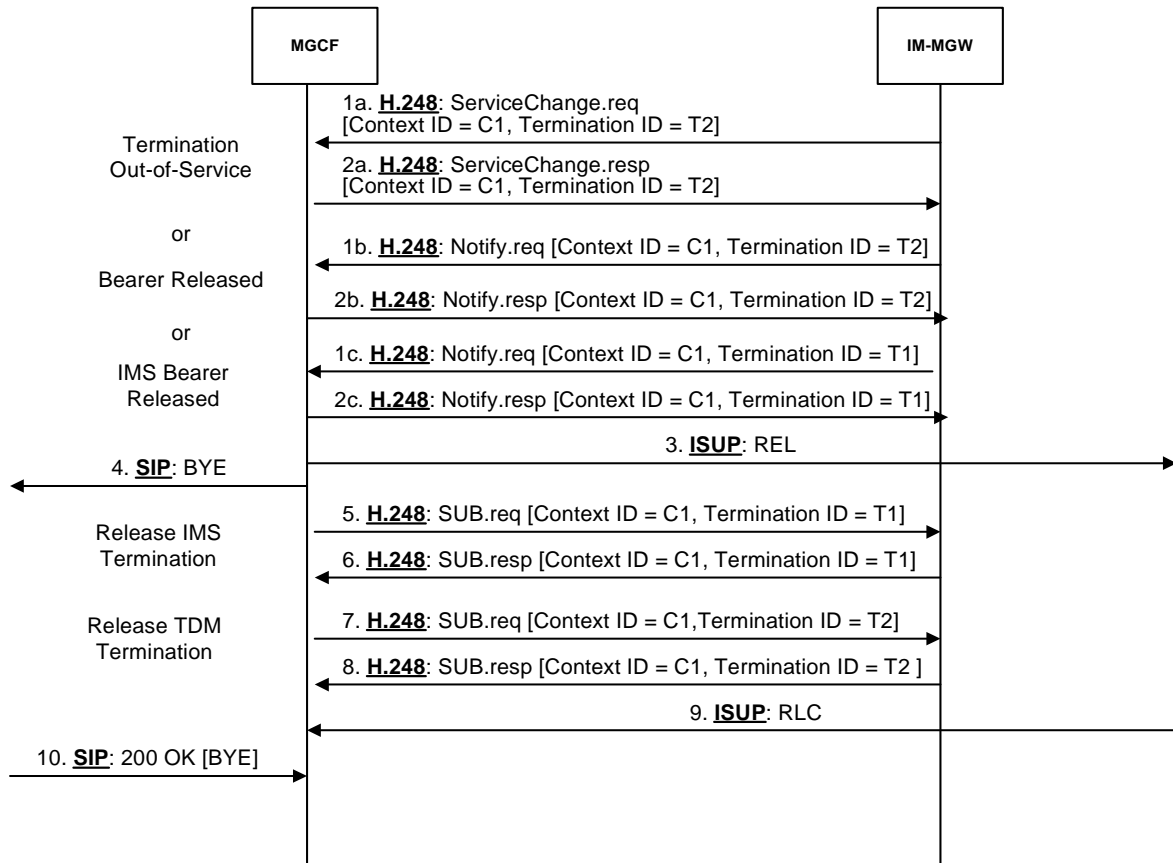 MGCF
IM-MGW
1a. H.248: ServiceChange.req
[Context ID = C1, Termination ID = T2]
Termination
Out-of-Service
2a. H.248: ServiceChange.resp
[Context ID = C1, Termination ID = T2]
or
1b. H.248: Notify.req [Context ID = C1, Termination ID = T2]
Bearer Released
2b. H.248: Notify.resp [Context ID = C1, Termination ID = T2]
or
1c. H.248: Notify.req [Context ID = C1, Termination ID = T1]
IMS Bearer
Released
2c. H.248: Notify.resp [Context ID = C1, Termination ID = T1]
3. ISUP: REL
4. SIP: BYE
5. H.248: SUB.req [Context ID = C1, Termination ID = T1]
Release IMS
Termination
6. H.248: SUB.resp [Context ID = C1, Termination ID = T1]
7. H.248: SUB.req [Context ID = C1,Termination ID = T2]
Release TDM
Termination
8. H.248: SUB.resp [Context ID = C1, Termination ID = T2 ]
9. ISUP: RLC
10. SIP: 200 OK [BYE]